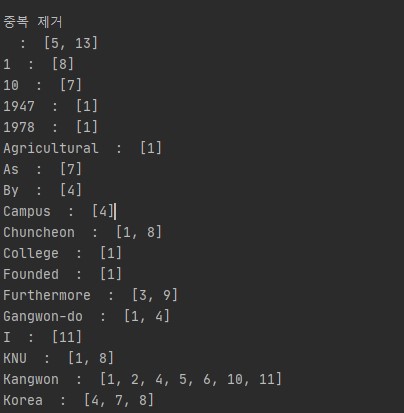 중복 제거
  :  [5, 13]
1  :  [8]
10  :  [7]
1947  :  [1]
1978  :  [1]
Agricultural  :  [1]
As  :  [7]
By  :  [4]
Campus  :  [4]
Chuncheon  :  [1, 8]
College  :  [1]
Founded  :  [1]
Furthermore  :  [3, 9]
Gangwon-do  :  [1, 4]
I  :  [11]
KNU  :  [1, 8]
Kangwon  :  [1, 2, 4, 5, 6, 10, 11]
Korea  :  [4, 7, 8]